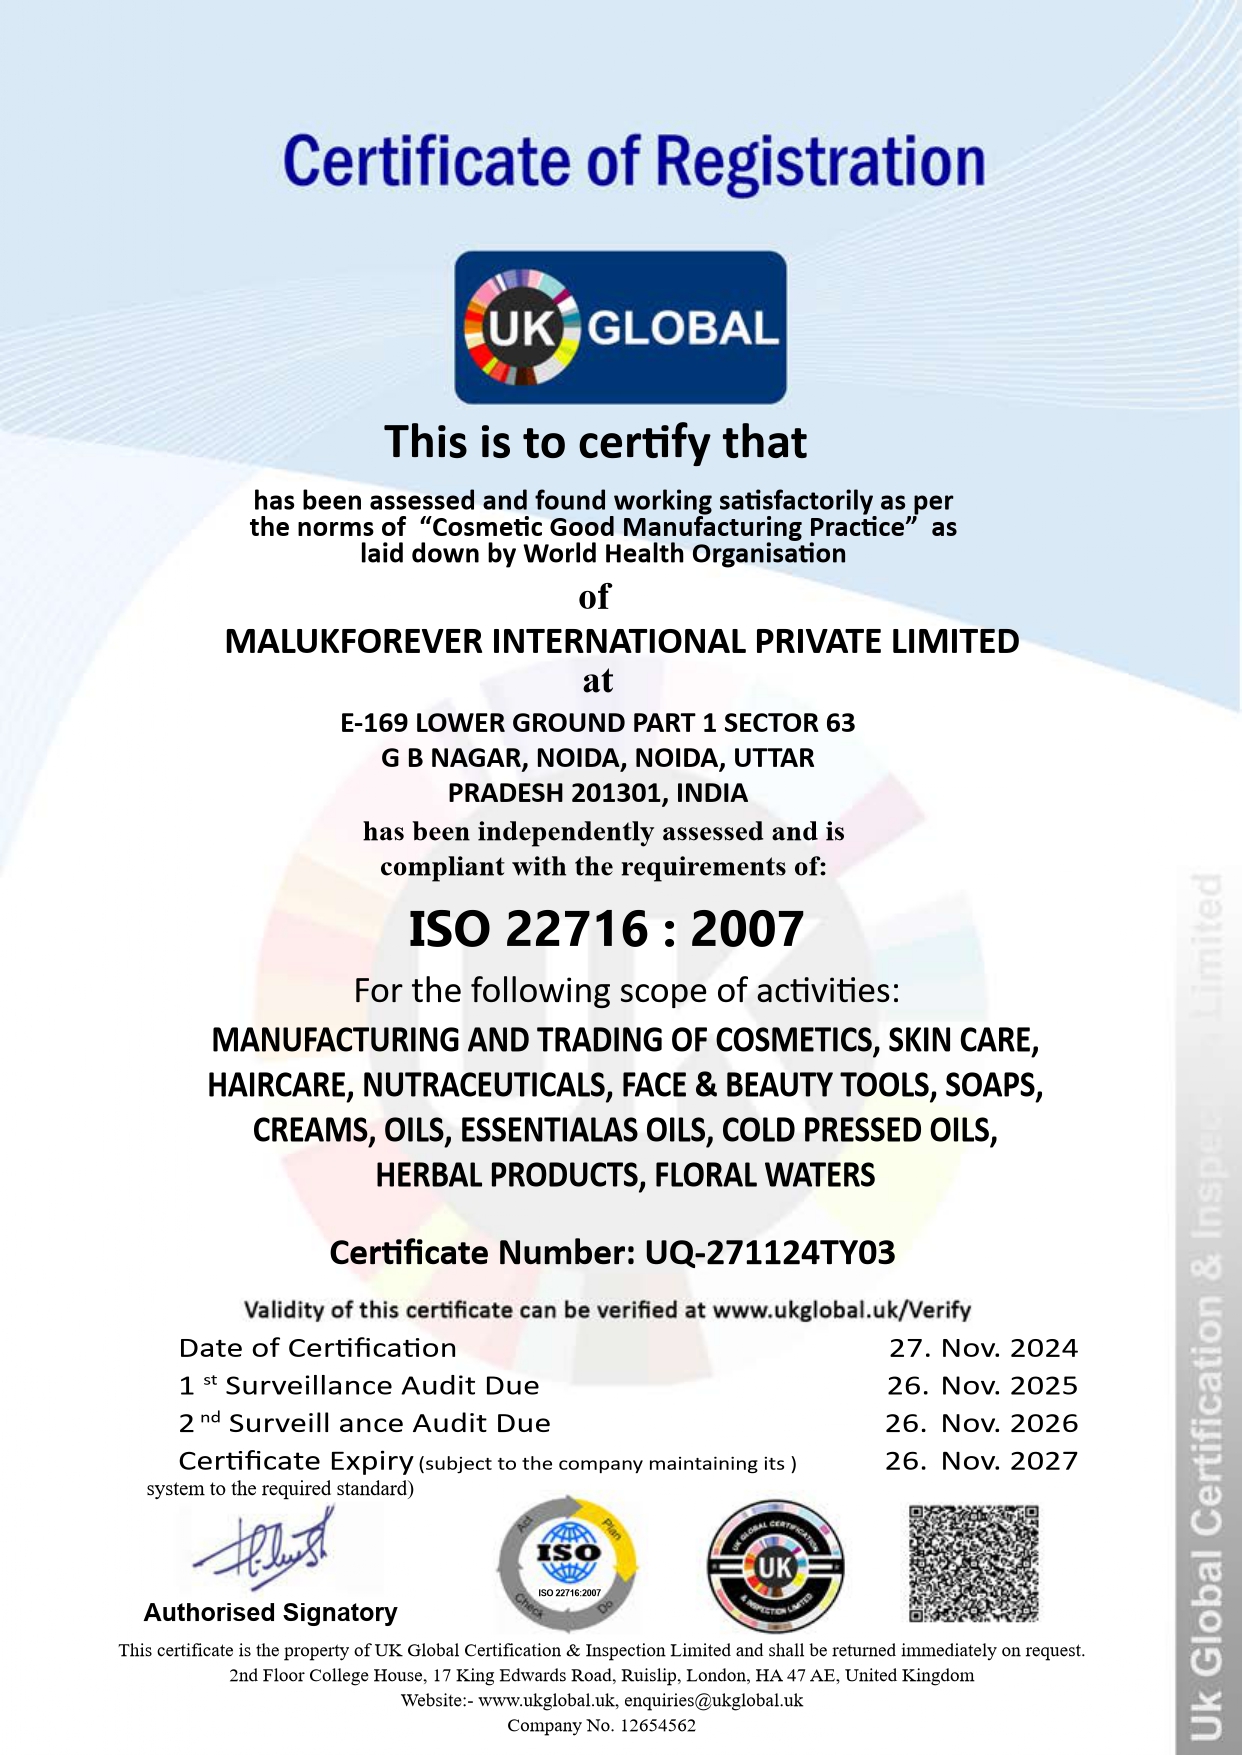 Certificate of Registration
UK GLOBAL
This is to certify that
has been assessed and found working satisfactorily as per
the norms of “Cosmetic Good Manufacturing Practice” as
laid down by World Health Organisation
of
MALUKFOREVER INTERNATIONAL PRIVATE LIMITED
at
E-169 LOWER GROUND PART 1 SECTOR 63
G B NAGAR, NOIDA, NOIDA, UTTAR
PRADESH 201301, INDIA
has been independently assessed and is
compliant with the requirements of:
ISO 22716 : 2007
For the following scope of activities:
MANUFACTURING AND TRADING OF COSMETICS, SKIN CARE,
HAIRCARE, NUTRACEUTICALS, FACE & BEAUTY TOOLS, SOAPS,
CREAMS, OILS, ESSENTIALAS OILS, COLD PRESSED OILS,
HERBAL PRODUCTS, FLORAL WATERS
Certificate Number: UQ-271124TY03
Validity of this certificate can be verified at www.ukglobal.uk/Verify
Date of Certification 27. Nov. 2024
1 st Surveillance Audit Due 26. Nov. 2025
2 nd Surveill ance Audit Due 26. Nov. 2026
Certificate Expiry (subject to the company maintaining its ) 26. Nov. 2027
system to the required standard)
Act Plan
ISO
ISO 22716:2007
Check Do
UK GLOBAL CERTIFICATION
UK
& INSPECTION LIMITED
Authorised Signatory
This certificate is the property of UK Global Certification & Inspection Limited and shall be returned immediately on request.
2nd Floor College House, 17 King Edwards Road, Ruislip, London, HA 47 AE, United Kingdom
Website:- www.ukglobal.uk, enquiries@ukglobal.uk
Company No. 12654562
Uk Global Certification & Inspec Limited
UK